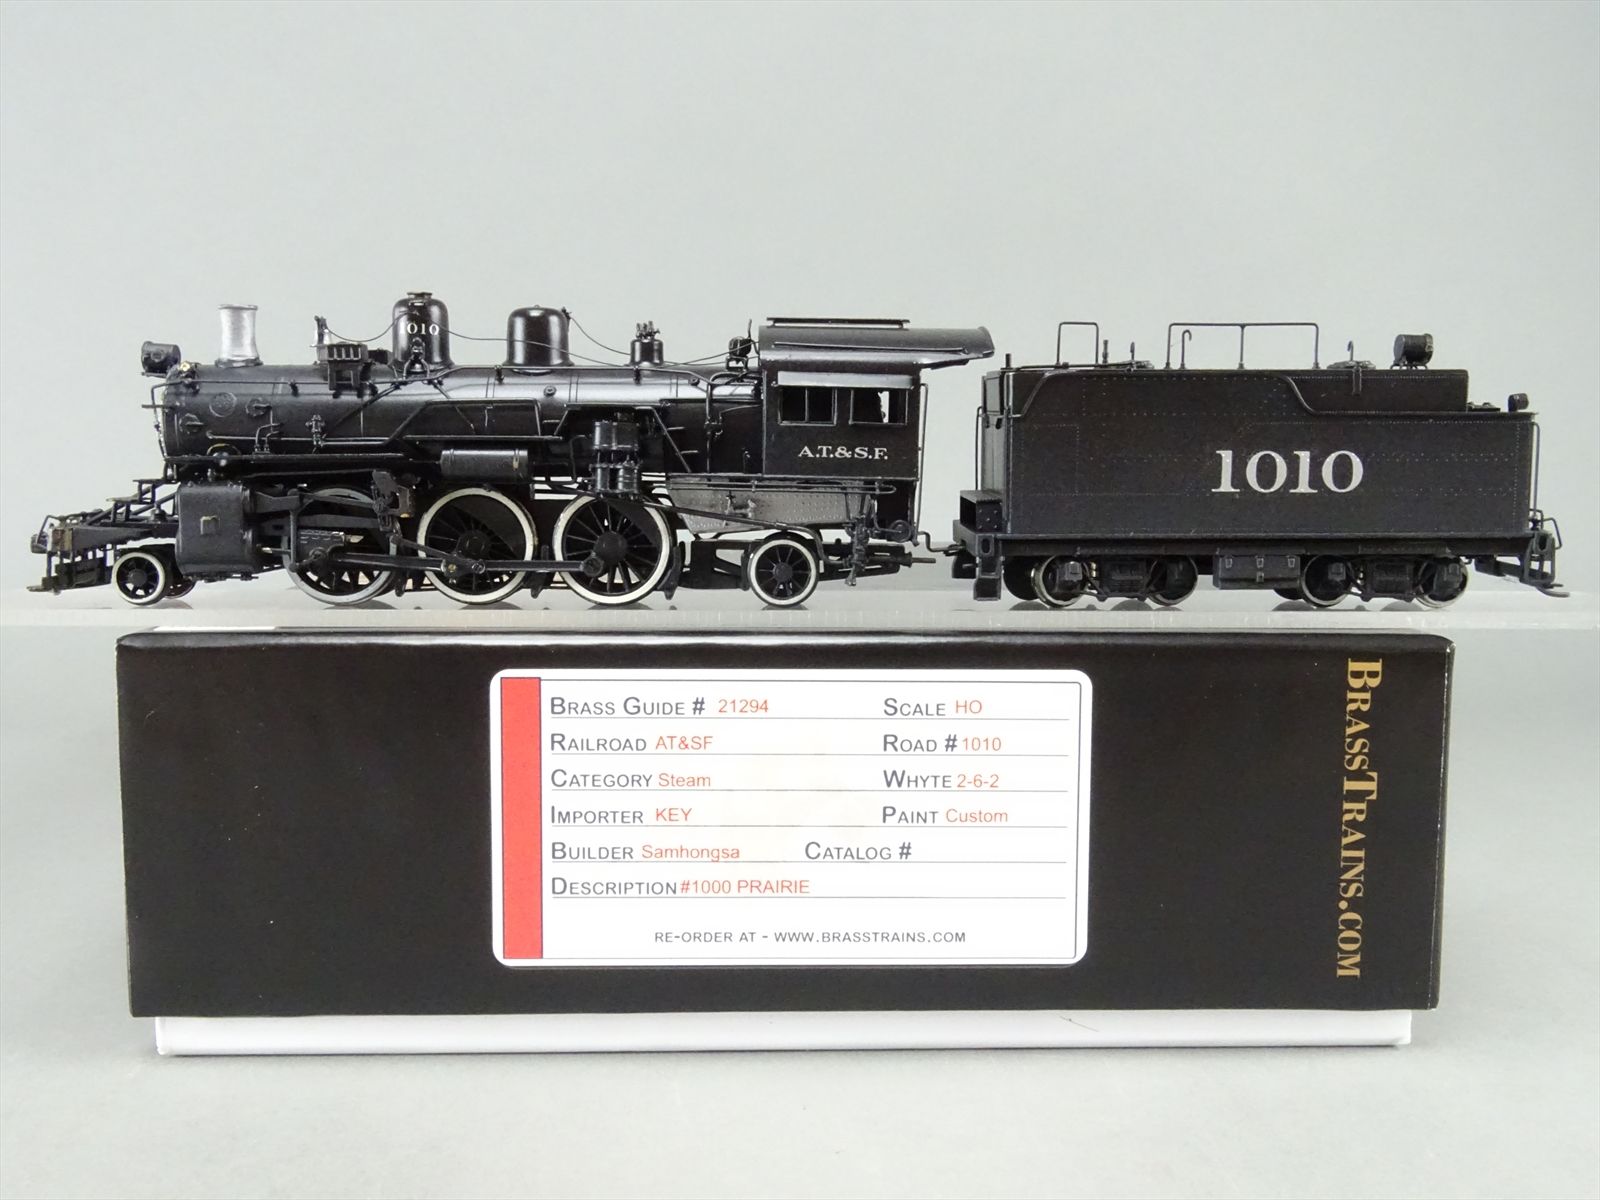 1010
A.T.&S.F.
1010
BRASS GUIDE # 21294 SCALE HO
RAILROAD AT&SF ROAD # 1010
CATEGORY Steam WHYTE 2-6-2
IMPORTER KEY PAINT Custom
BUILDER Samhongsa CATALOG #
DESCRIPTION #1000 PRAIRIE
RE-ORDER AT - WWW.BRASSTRAINS.COM
BRASSTRAINS.COM